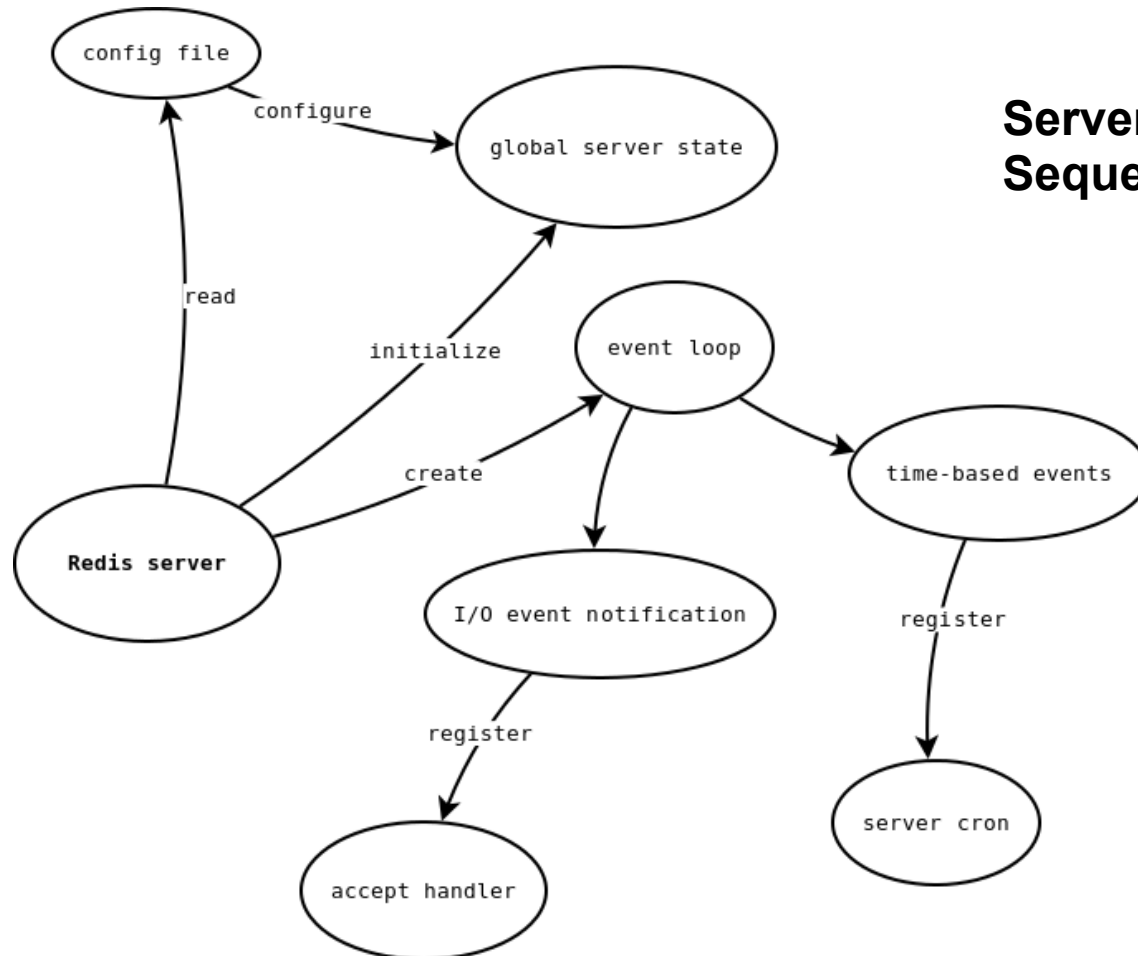 config file
configure
global server state
Server
Seque
read
initialize
event loop
create
time-based events
Redis server
I/O event notification
register
register
server cron
accept handler